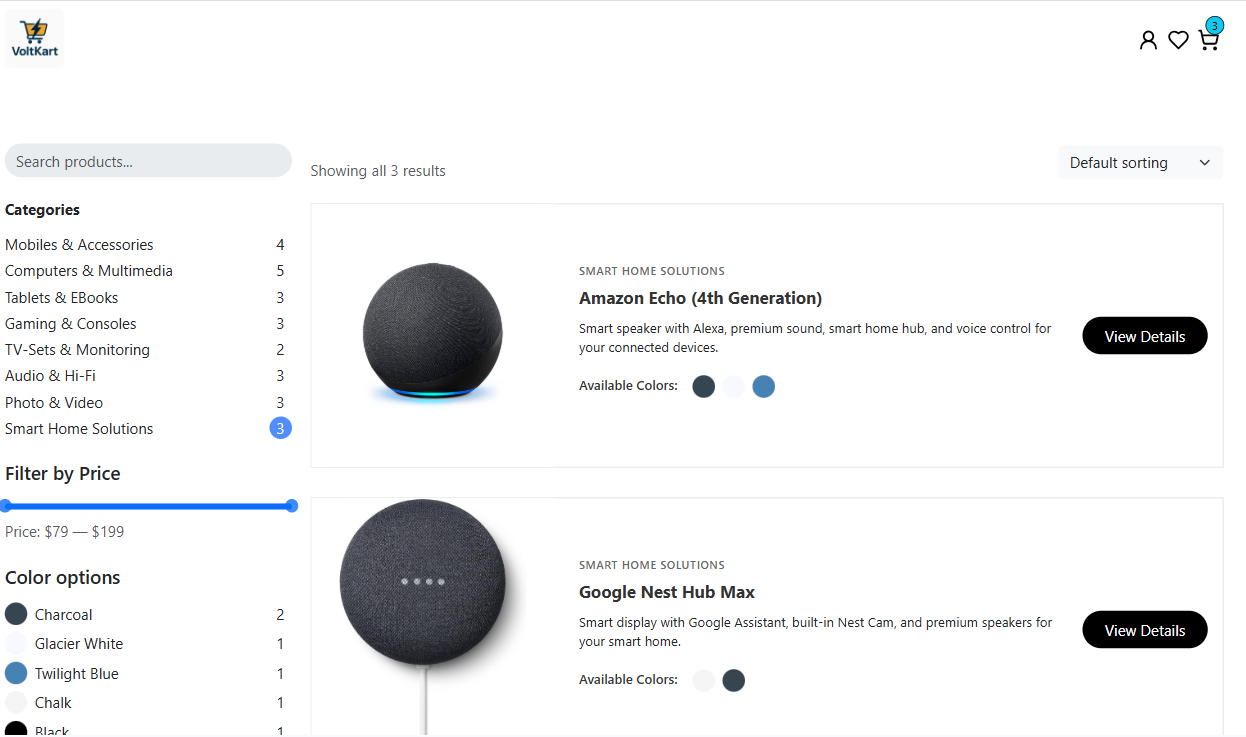 VoltKart
3
Search products...
Showing all 3 results
Default sorting
Categories
Mobiles & Accessories 4
Computers & Multimedia 5
Tablets & EBooks 3
Gaming & Consoles 3
TV-Sets & Monitoring 2
Audio & Hi-Fi 3
Photo & Video 3
Smart Home Solutions 3
Filter by Price
Price: $79 — $199
Color options
Charcoal 2
Glacier White 1
Twilight Blue 1
Chalk 1
Black 1
SMART HOME SOLUTIONS
Amazon Echo (4th Generation)
Smart speaker with Alexa, premium sound, smart home hub, and voice control for
your connected devices.
Available Colors:
View Details
SMART HOME SOLUTIONS
Google Nest Hub Max
Smart display with Google Assistant, built-in Nest Cam, and premium speakers for
your smart home.
Available Colors:
View Details